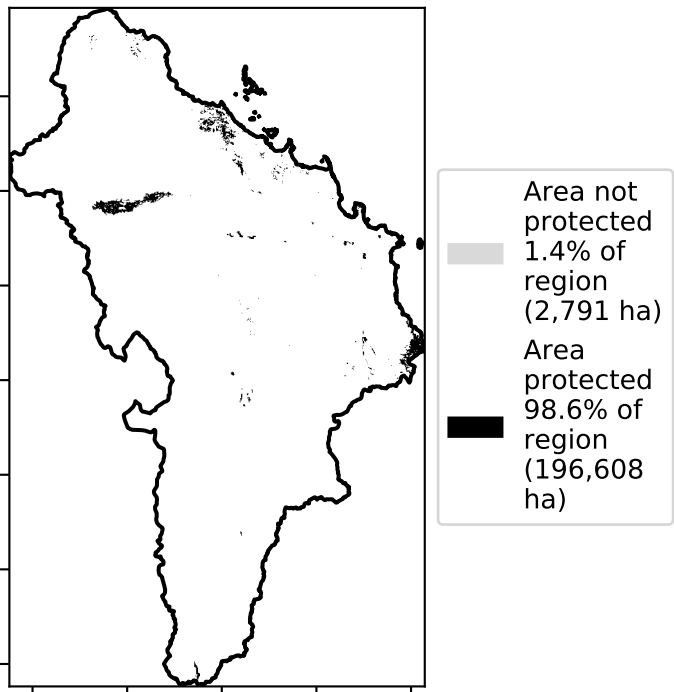 Area not
protected
1.4% of
region
(2,791 ha)
Area
protected
98.6% of
region
(196,608
ha)